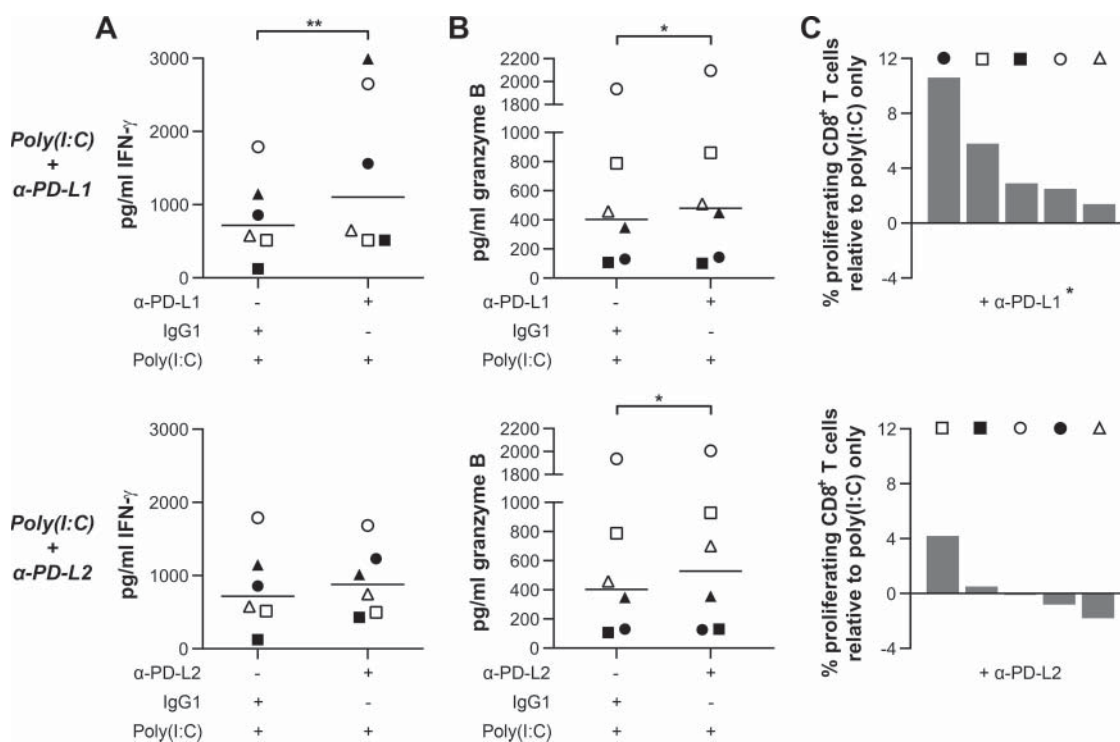 A
B
C
Poly(I:C)
+
α-PD-L1
pg/ml IFN-γ
3000
2000
1000
0
**
α-PD-L1 - +
IgG1 + -
Poly(I:C) + +
pg/ml granzyme B
2200
2000
1800
1000
800
600
400
200
0
*
α-PD-L1 - +
IgG1 + -
Poly(I:C) + +
% proliferating CD8+ T cells
relative to poly(I:C) only
12
8
4
0
-4
+ α-PD-L1 *
Poly(I:C)
+
α-PD-L2
pg/ml IFN-γ
3000
2000
1000
0
α-PD-L2 - +
IgG1 + -
Poly(I:C) + +
pg/ml granzyme B
2200
2000
1800
1000
800
600
400
200
0
*
α-PD-L2 - +
IgG1 + -
Poly(I:C) + +
% proliferating CD8+ T cells
relative to poly(I:C) only
12
8
4
0
-4
+ α-PD-L2